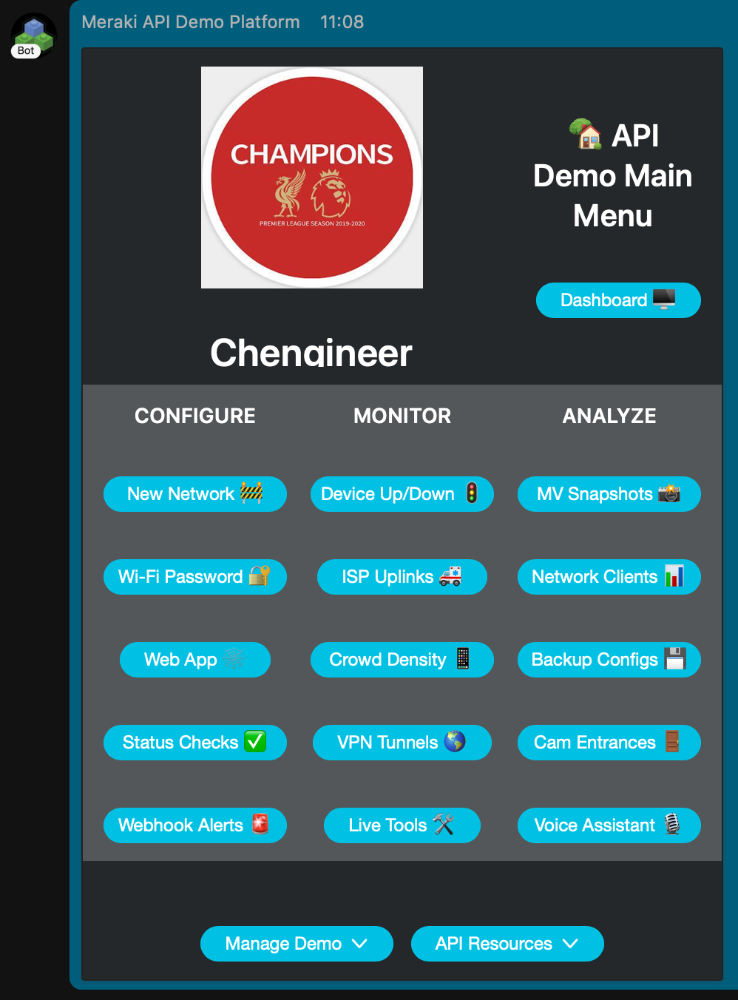 Meraki API Demo Platform 11:08
Bot
CHAMPIONS
PREMIER LEAGUE SEASON 2019-2020
API
Demo Main
Menu
Dashboard
Chengineer
CONFIGURE MONITOR ANALYZE
New Network Device Up/Down MV Snapshots
Wi-Fi Password ISP Uplinks Network Clients
Web App Crowd Density Backup Configs
Status Checks VPN Tunnels Cam Entrances
Webhook Alerts Live Tools Voice Assistant
Manage Demo API Resources